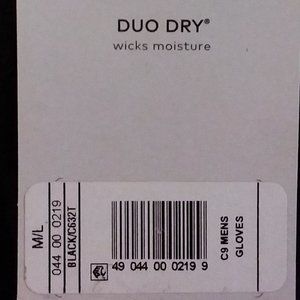 DUO DRY®
wicks moisture
M/L
044 00 0219
BLACK/C632T
49 044 00 0219 9
C9 MENS
GLOVES